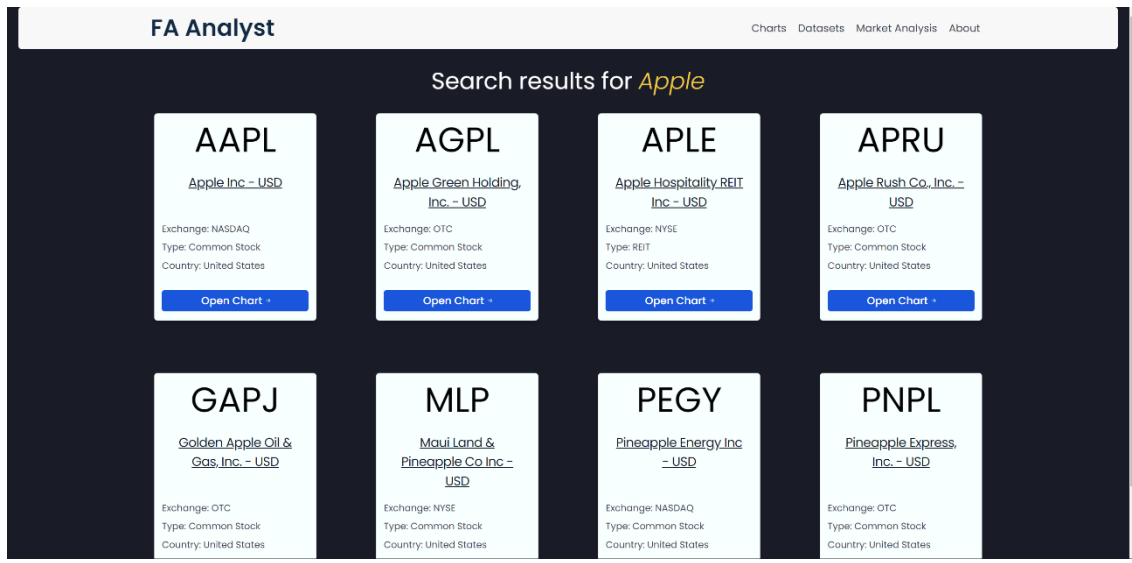 FA Analyst
Charts Datasets Market Analysis About
Search results for Apple
AAPL
Apple Inc - USD
Exchange: NASDAQ
Type: Common Stock
Country: United States
Open Chart →
AGPL
Apple Green Holding,
Inc. - USD
Exchange: OTC
Type: Common Stock
Country: United States
Open Chart →
APLE
Apple Hospitality REIT
Inc - USD
Exchange: NYSE
Type: REIT
Country: United States
Open Chart →
APRU
Apple Rush Co., Inc. -
USD
Exchange: OTC
Type: Common Stock
Country: United States
Open Chart →
GAPJ
Golden Apple Oil &
Gas, Inc. - USD
Exchange: OTC
Type: Common Stock
Country: United States
MLP
Maui Land &
Pineapple Co Inc -
USD
Exchange: NYSE
Type: Common Stock
Country: United States
PEGY
Pineapple Energy Inc
- USD
Exchange: NASDAQ
Type: Common Stock
Country: United States
PNPL
Pineapple Express,
Inc. - USD
Exchange: OTC
Type: Common Stock
Country: United States